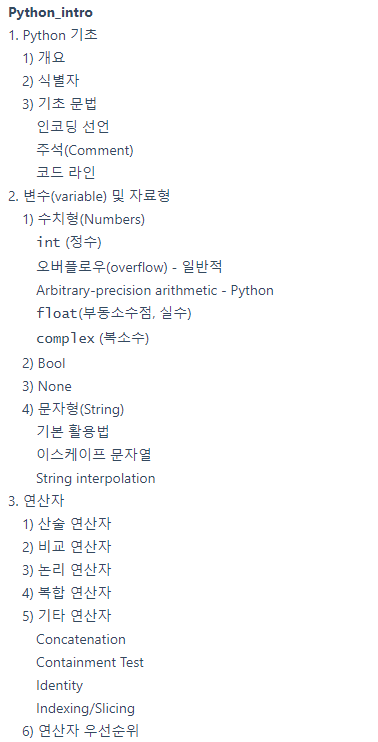 Python_intro
1. Python 기초
1) 개요
2) 식별자
3) 기초 문법
인코딩 선언
주석(Comment)
코드 라인
2. 변수(variable) 및 자료형
1) 수치형(Numbers)
int (정수)
오버플로우(overflow) - 일반적
Arbitrary-precision arithmetic - Python
float(부동소수점, 실수)
complex (복소수)
2) Bool
3) None
4) 문자형(String)
기본 활용법
이스케이프 문자열
String interpolation
3. 연산자
1) 산술 연산자
2) 비교 연산자
3) 논리 연산자
4) 복합 연산자
5) 기타 연산자
Concatenation
Containment Test
Identity
Indexing/Slicing
6) 연산자 우선순위